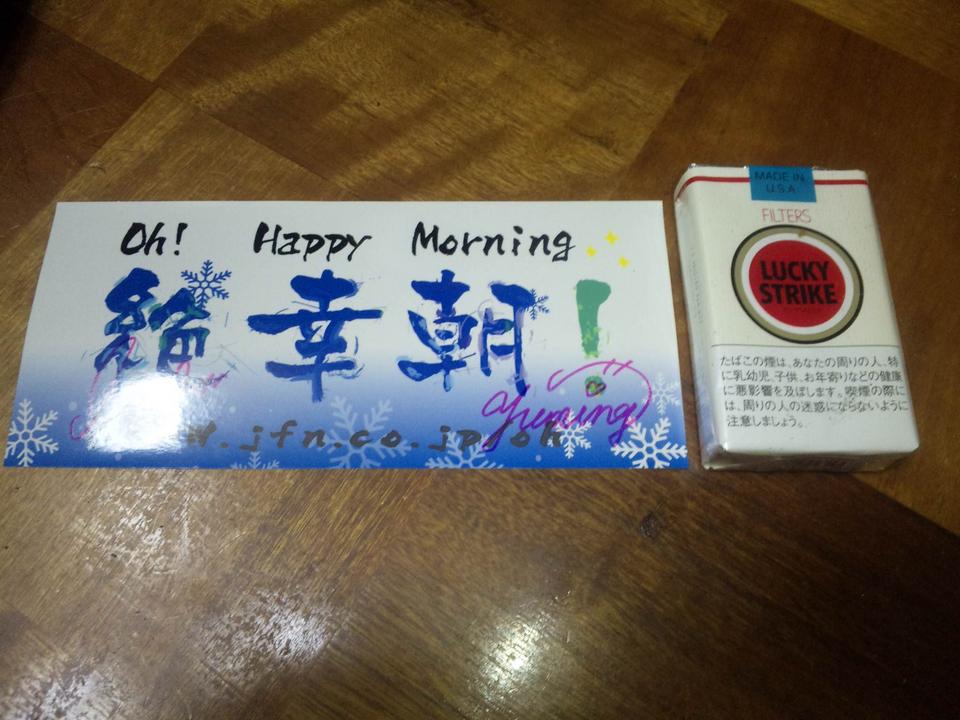 Oh! Happy Morning
絶幸朝!
yuming
.jfn.co.jp/oh
MADE IN
U.S.A.
FILTERS
LUCKY
STRIKE
たばこの煙は、あなたの周りの人、特
に乳幼児、子供、お年寄りなどの健康
に悪影響を及ぼします。喫煙の際に
は、周りの人の迷惑にならないように
注意しましょう。